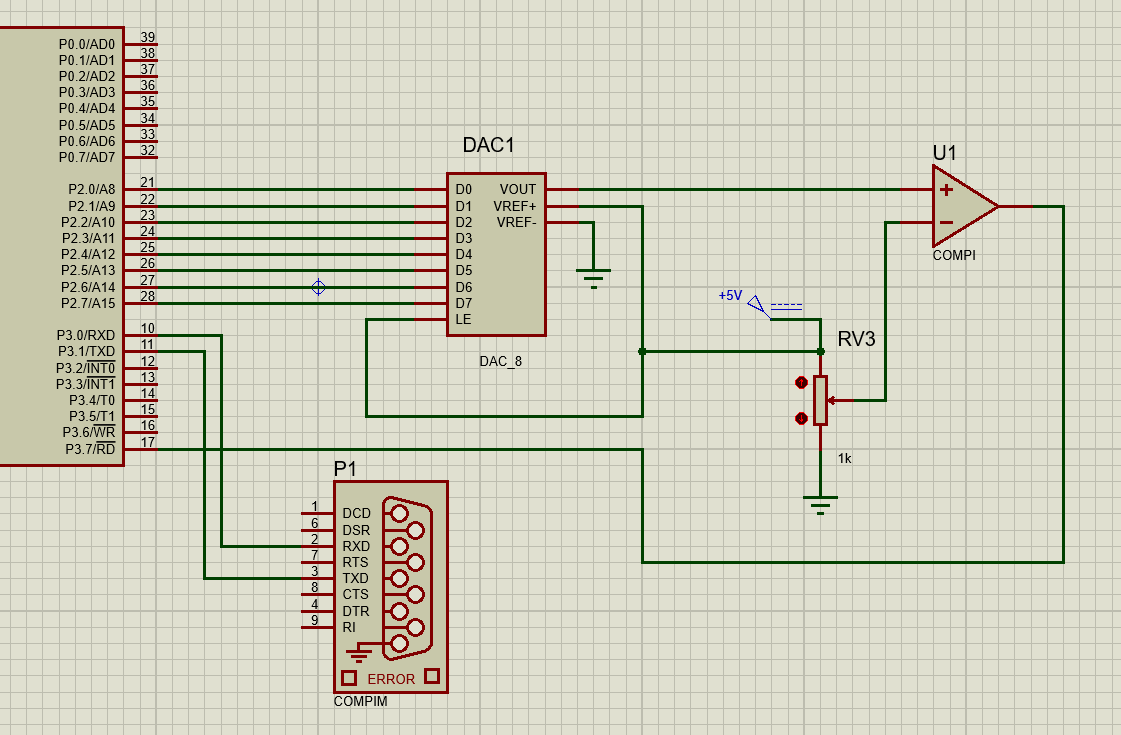 P0.0/AD0 39
P0.1/AD1 38
P0.2/AD2 37
P0.3/AD3 36
P0.4/AD4 35
P0.5/AD5 34
P0.6/AD6 33
P0.7/AD7 32
P2.0/A8 21
P2.1/A9 22
P2.2/A10 23
P2.3/A11 24
P2.4/A12 25
P2.5/A13 26
P2.6/A14 27
P2.7/A15 28
P3.0/RXD 10
P3.1/TXD 11
P3.2/INT0 12
P3.3/INT1 13
P3.4/T0 14
P3.5/T1 15
P3.6/WR 16
P3.7/RD 17
DAC1
D0 VOUT
D1 VREF+
D2 VREF-
D3
D4
D5
D6
D7
LE
DAC_8
U1
COMPI
+5V
RV3
1k
P1
1 DCD
6 DSR
2 RXD
7 RTS
3 TXD
8 CTS
4 DTR
9 RI
ERROR
COMPIM